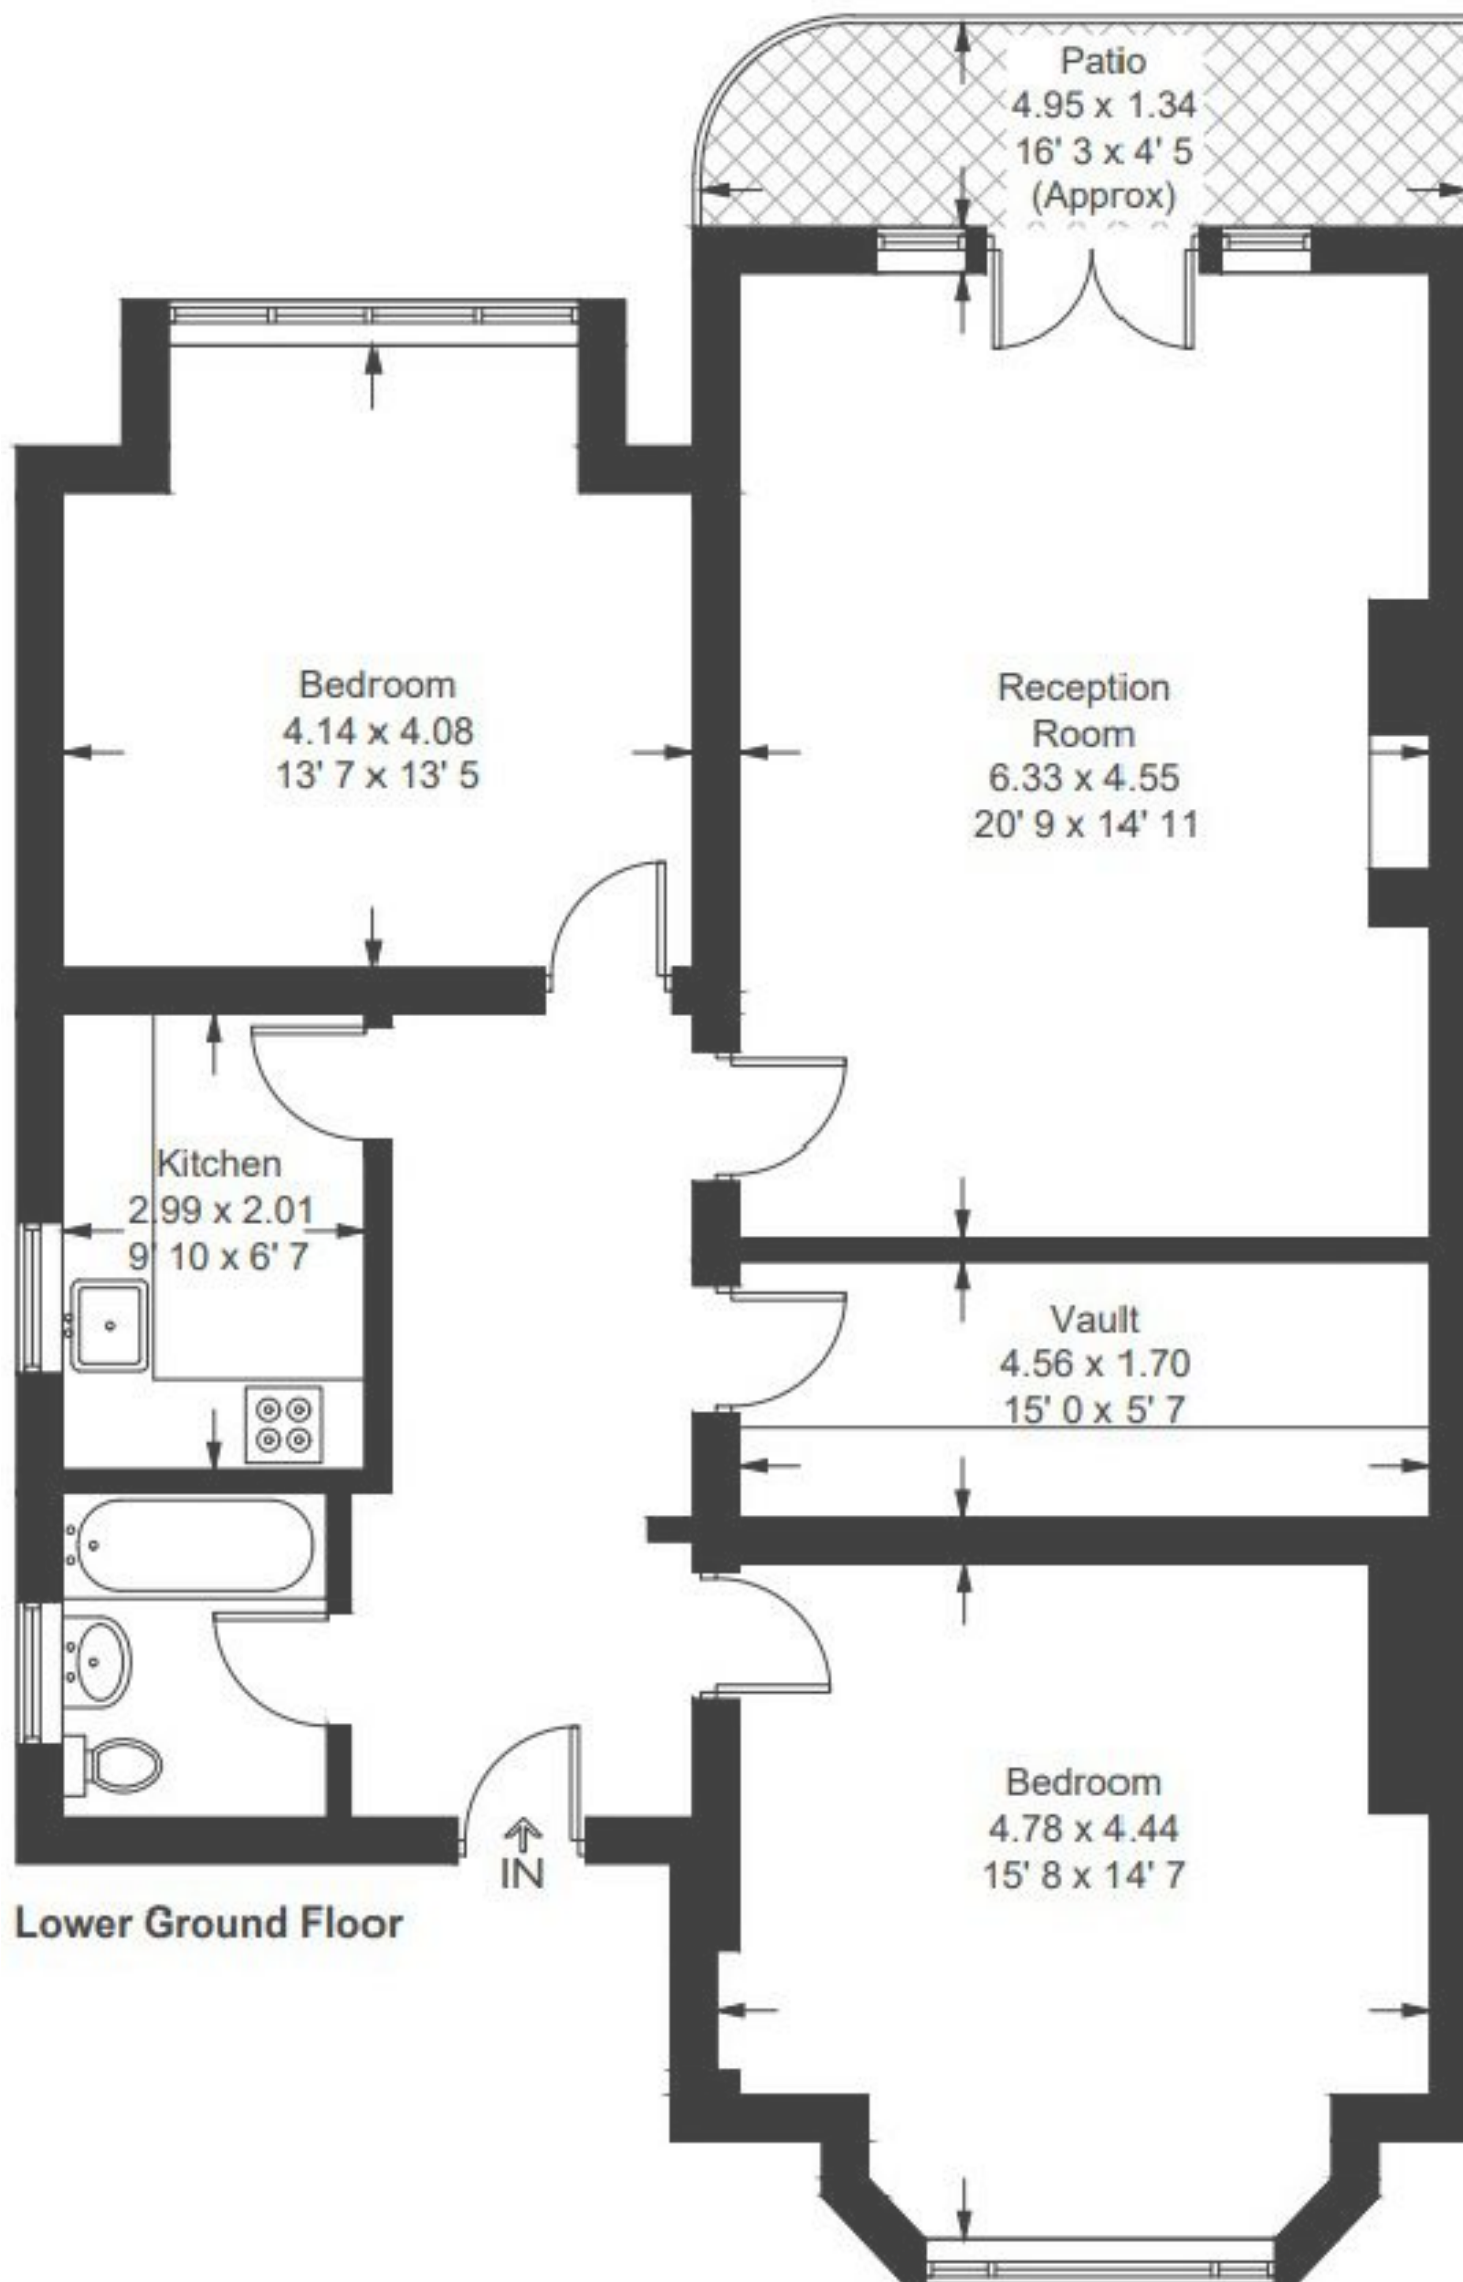 Patio
4.95 x 1.34
16' 3 x 4' 5
(Approx)
Bedroom
4.14 x 4.08
13' 7 x 13' 5
Reception
Room
6.33 x 4.55
20' 9 x 14' 11
Kitchen
2.99 x 2.01
9' 10 x 6' 7
Vault
4.56 x 1.70
15' 0 x 5' 7
Bedroom
4.78 x 4.44
15' 8 x 14' 7
IN
Lower Ground Floor